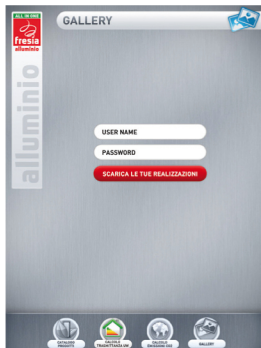 ALL IN ONE
fresia
alluminio
GALLERY
alluminio
USER NAME
PASSWORD
SCARICA LE TUE REALIZZAZIONI
CATALOGO
PRODOTTI
CALCOLO
TRASMITTANZA UW
CALCOLO
EMISSIONI CO2
GALLERY